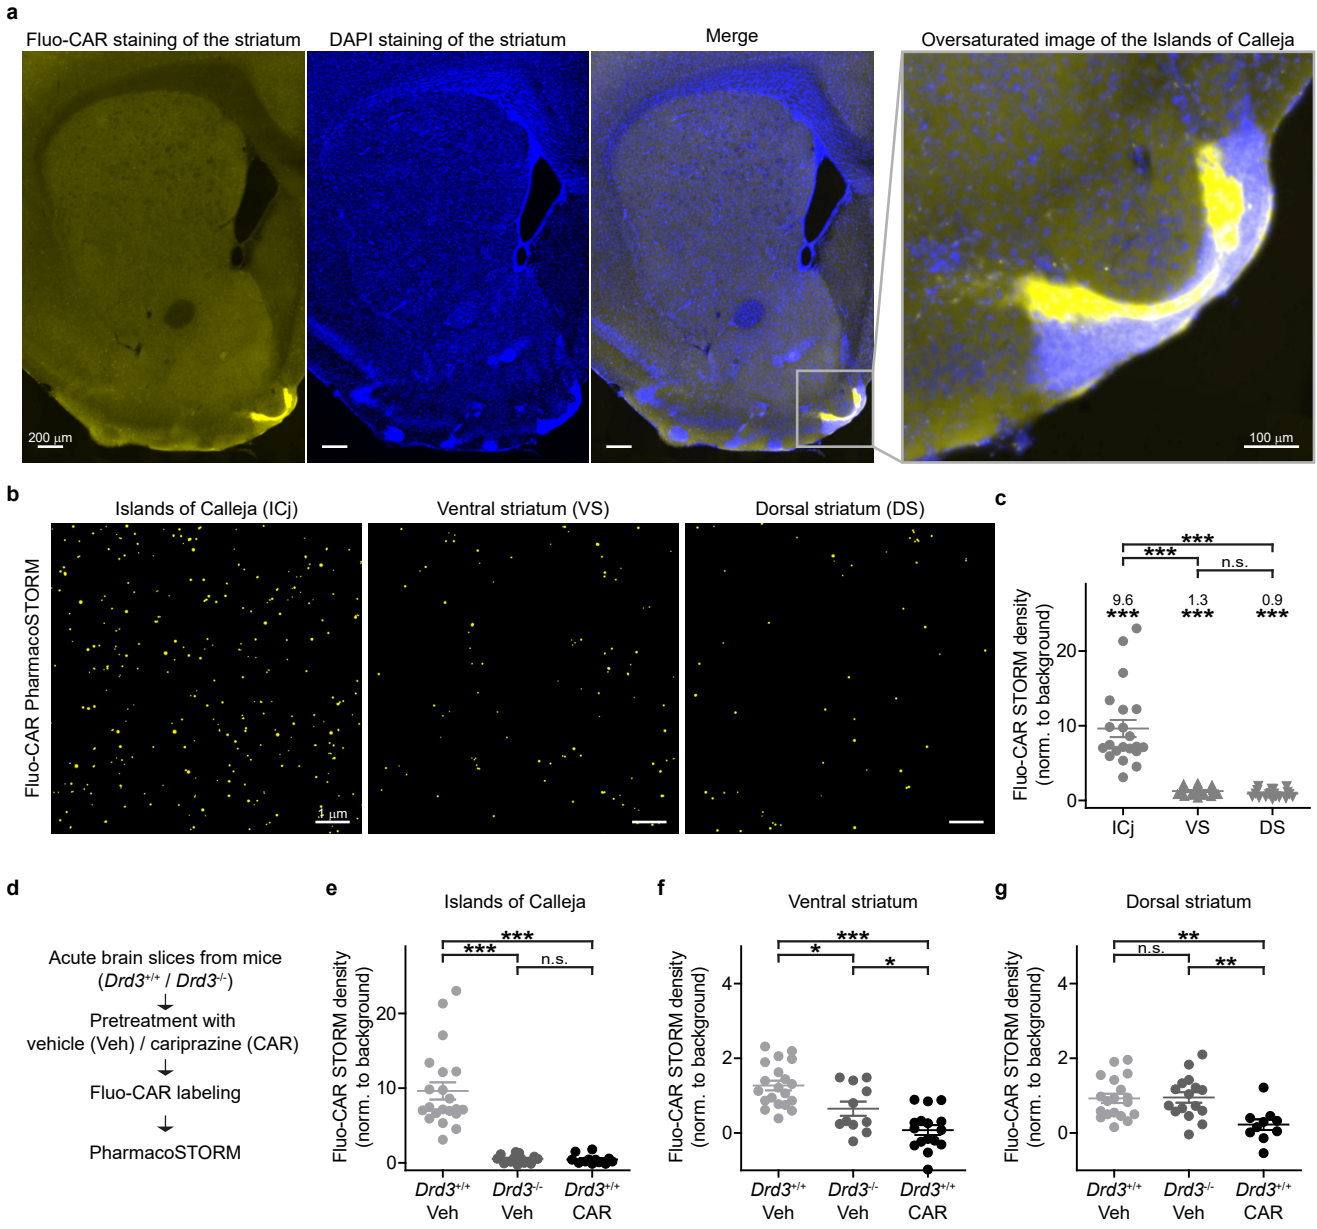 a
Fluo-CAR staining of the striatum
DAPI staining of the striatum
Merge
Oversaturated image of the Islands of Calleja
200 µm
100 µm
b
Islands of Calleja (ICj)
Ventral striatum (VS)
Dorsal striatum (DS)
Fluo-CAR PharmacoSTORM
1 µm
c
***
***
n.s.
9.6
1.3
0.9
***
***
***
Fluo-CAR STORM density
(norm. to background)
20
10
0
ICj
VS
DS
d
Acute brain slices from mice
(Drd3+/+ / Drd3-/-)
Pretreatment with
vehicle (Veh) / cariprazine (CAR)
Fluo-CAR labeling
PharmacoSTORM
e
Islands of Calleja
***
***
n.s.
Fluo-CAR STORM density
(norm. to background)
20
10
0
Drd3+/+
Veh
Drd3-/-
Veh
Drd3+/+
CAR
f
Ventral striatum
***
*
*
Fluo-CAR STORM density
(norm. to background)
4
2
0
Drd3+/+
Veh
Drd3-/-
Veh
Drd3+/+
CAR
g
Dorsal striatum
**
n.s.
**
Fluo-CAR STORM density
(norm. to background)
4
2
0
Drd3+/+
Veh
Drd3-/-
Veh
Drd3+/+
CAR